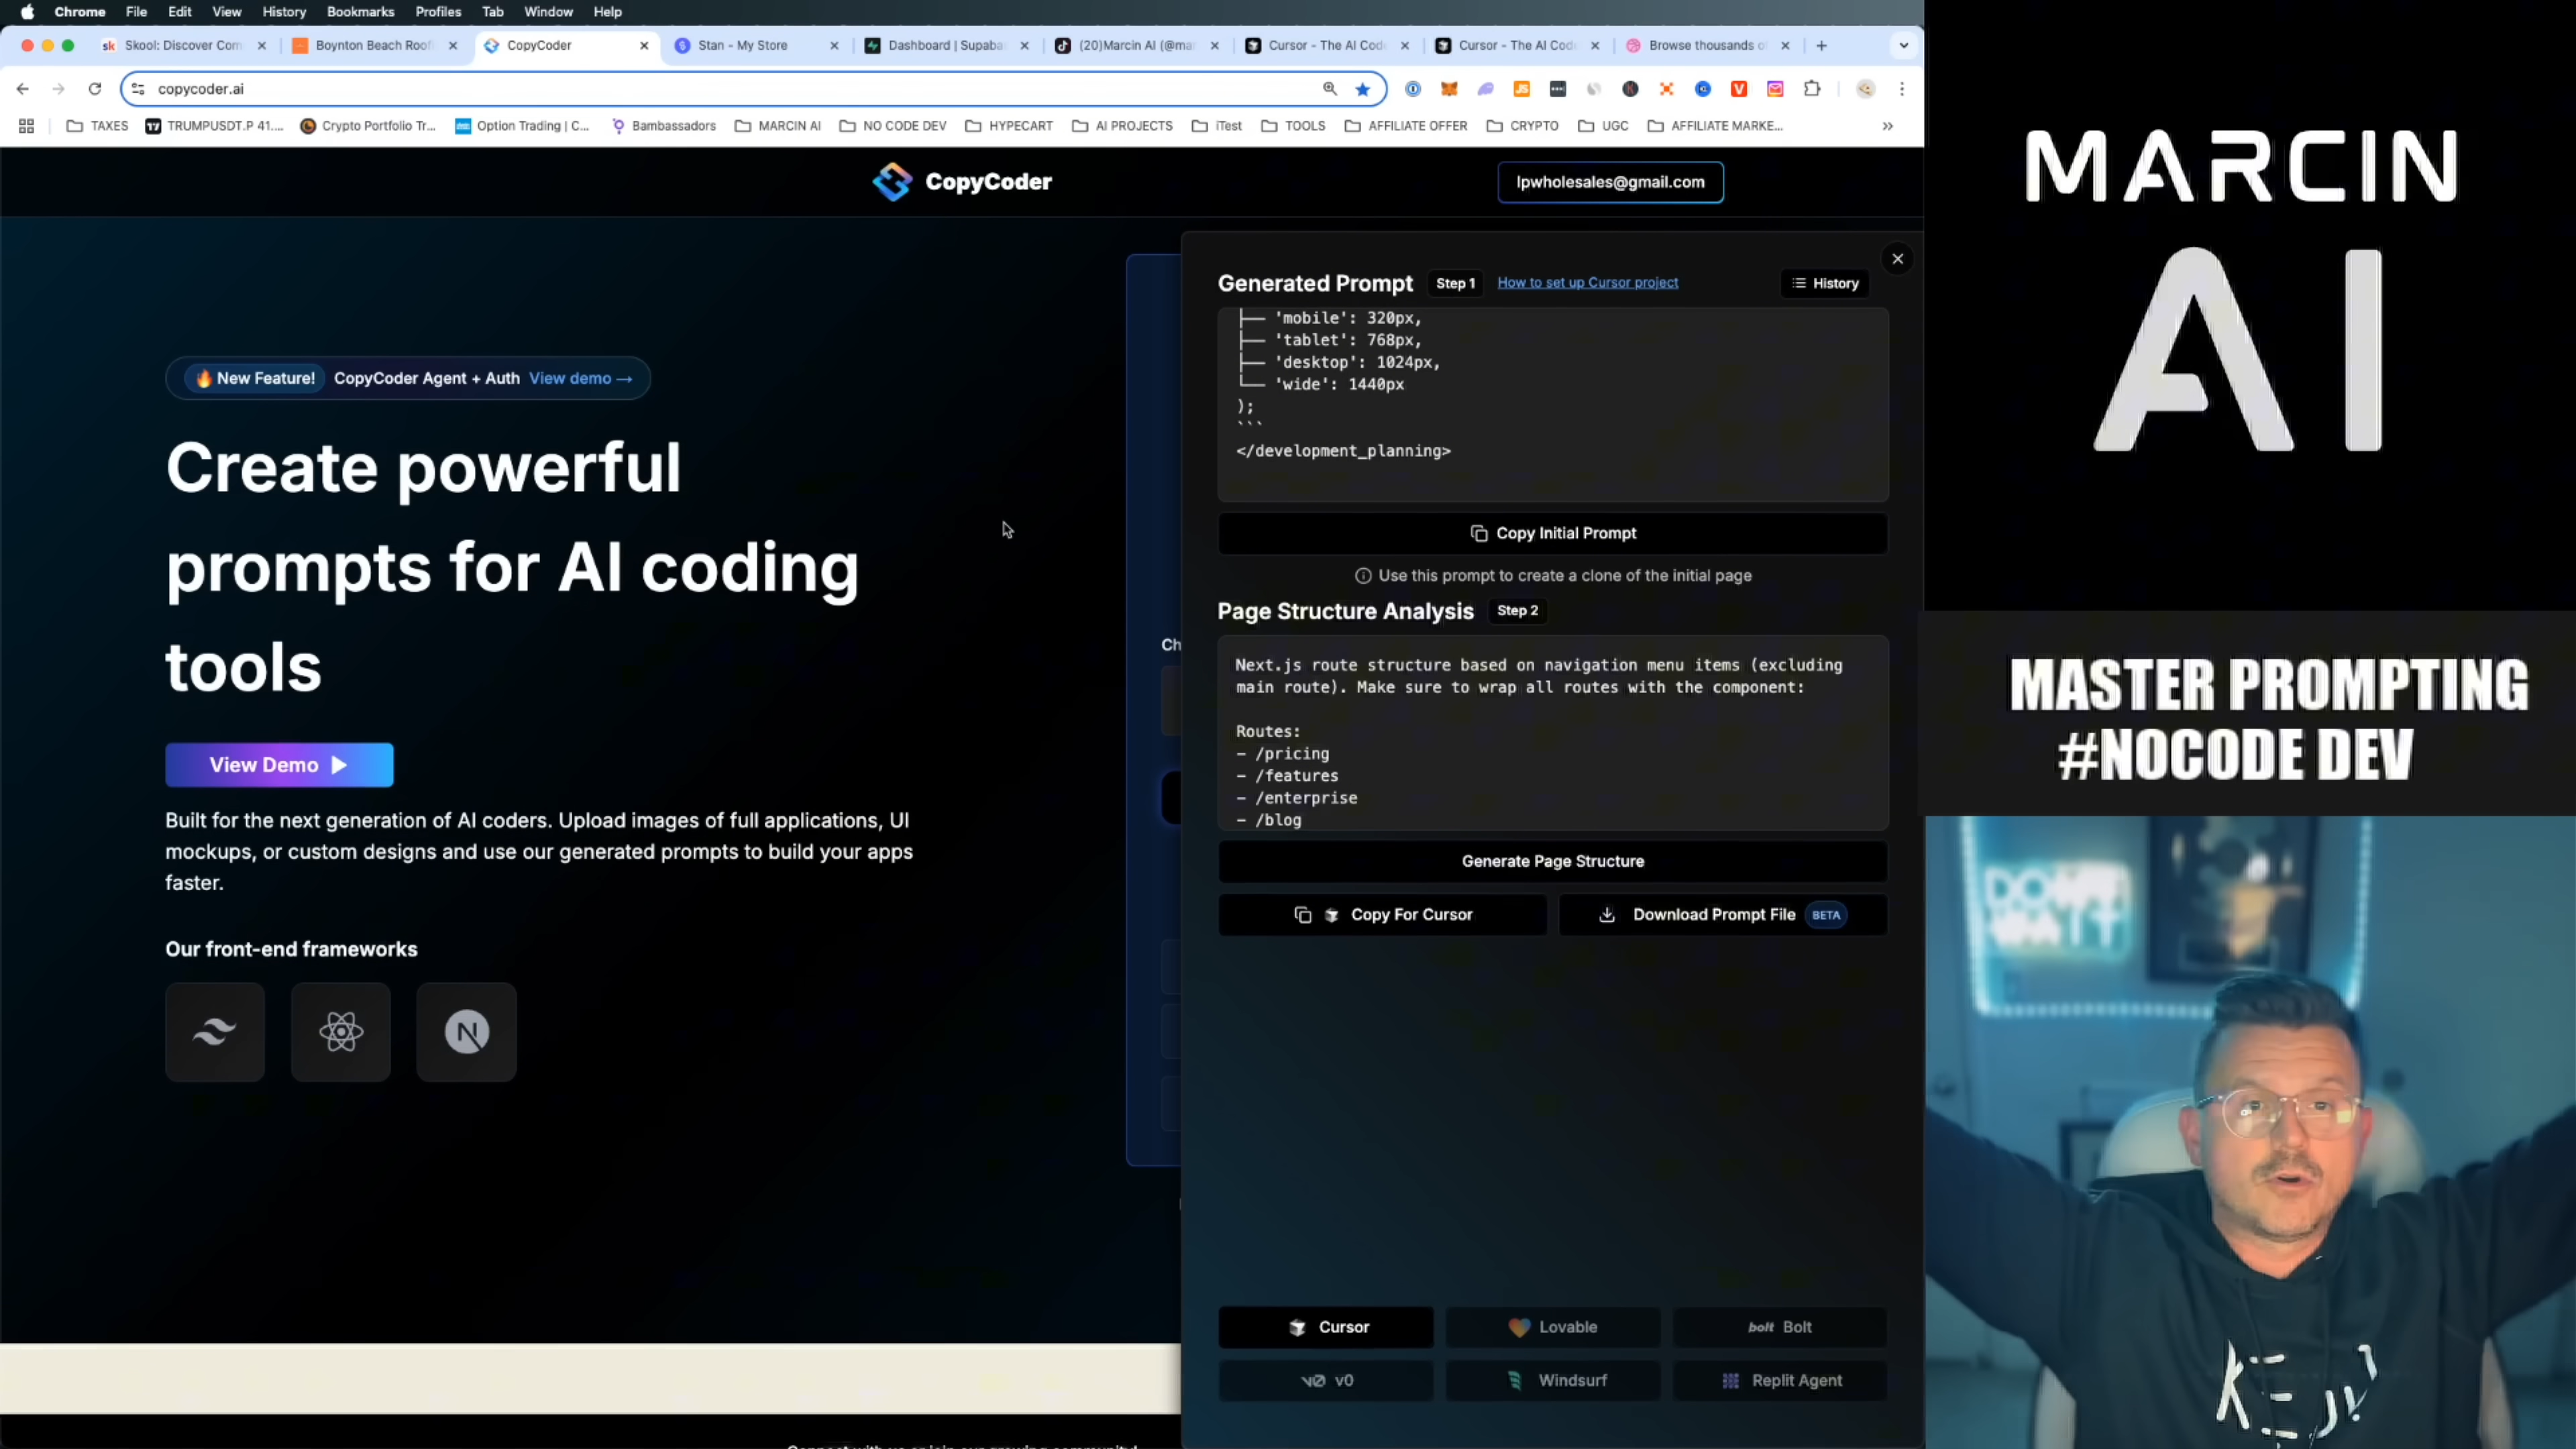 Chrome File Edit View History Bookmarks Profiles Tab Window Help
sk Skool: Discover Com
Boynton Beach Roof
CopyCoder
Stan - My Store
Dashboard | Supaba
(20)Marcin AI (@mar
Cursor - The AI Cod
Cursor - The AI Cod
Browse thousands o
copycoder.ai
TAXES
TRUMPUSDT.P 41....
Crypto Portfolio Tr...
Option Trading | C...
Bambassadors
MARCIN AI
NO CODE DEV
HYPECART
AI PROJECTS
iTest
TOOLS
AFFILIATE OFFER
CRYPTO
UGC
AFFILIATE MARKE...
CopyCoder
lpwholesales@gmail.com
New Feature! CopyCoder Agent + Auth View demo →
Create powerful
prompts for AI coding
tools
View Demo
Built for the next generation of AI coders. Upload images of full applications, UI
mockups, or custom designs and use our generated prompts to build your apps
faster.
Our front-end frameworks
N
Ch
Generated Prompt Step 1 How to set up Cursor project History
├── 'mobile': 320px,
├── 'tablet': 768px,
├── 'desktop': 1024px,
└── 'wide': 1440px
);
```
</development_planning>
Copy Initial Prompt
Use this prompt to create a clone of the initial page
Page Structure Analysis Step 2
Next.js route structure based on navigation menu items (excluding
main route). Make sure to wrap all routes with the component:
Routes:
- /pricing
- /features
- /enterprise
- /blog
Generate Page Structure
Copy For Cursor
Download Prompt File BETA
Cursor
Lovable
bolt Bolt
v0 v0
Windsurf
Replit Agent
MARCIN
AI
MASTER PROMPTING
#NOCODE DEV
DON'T
WAIT